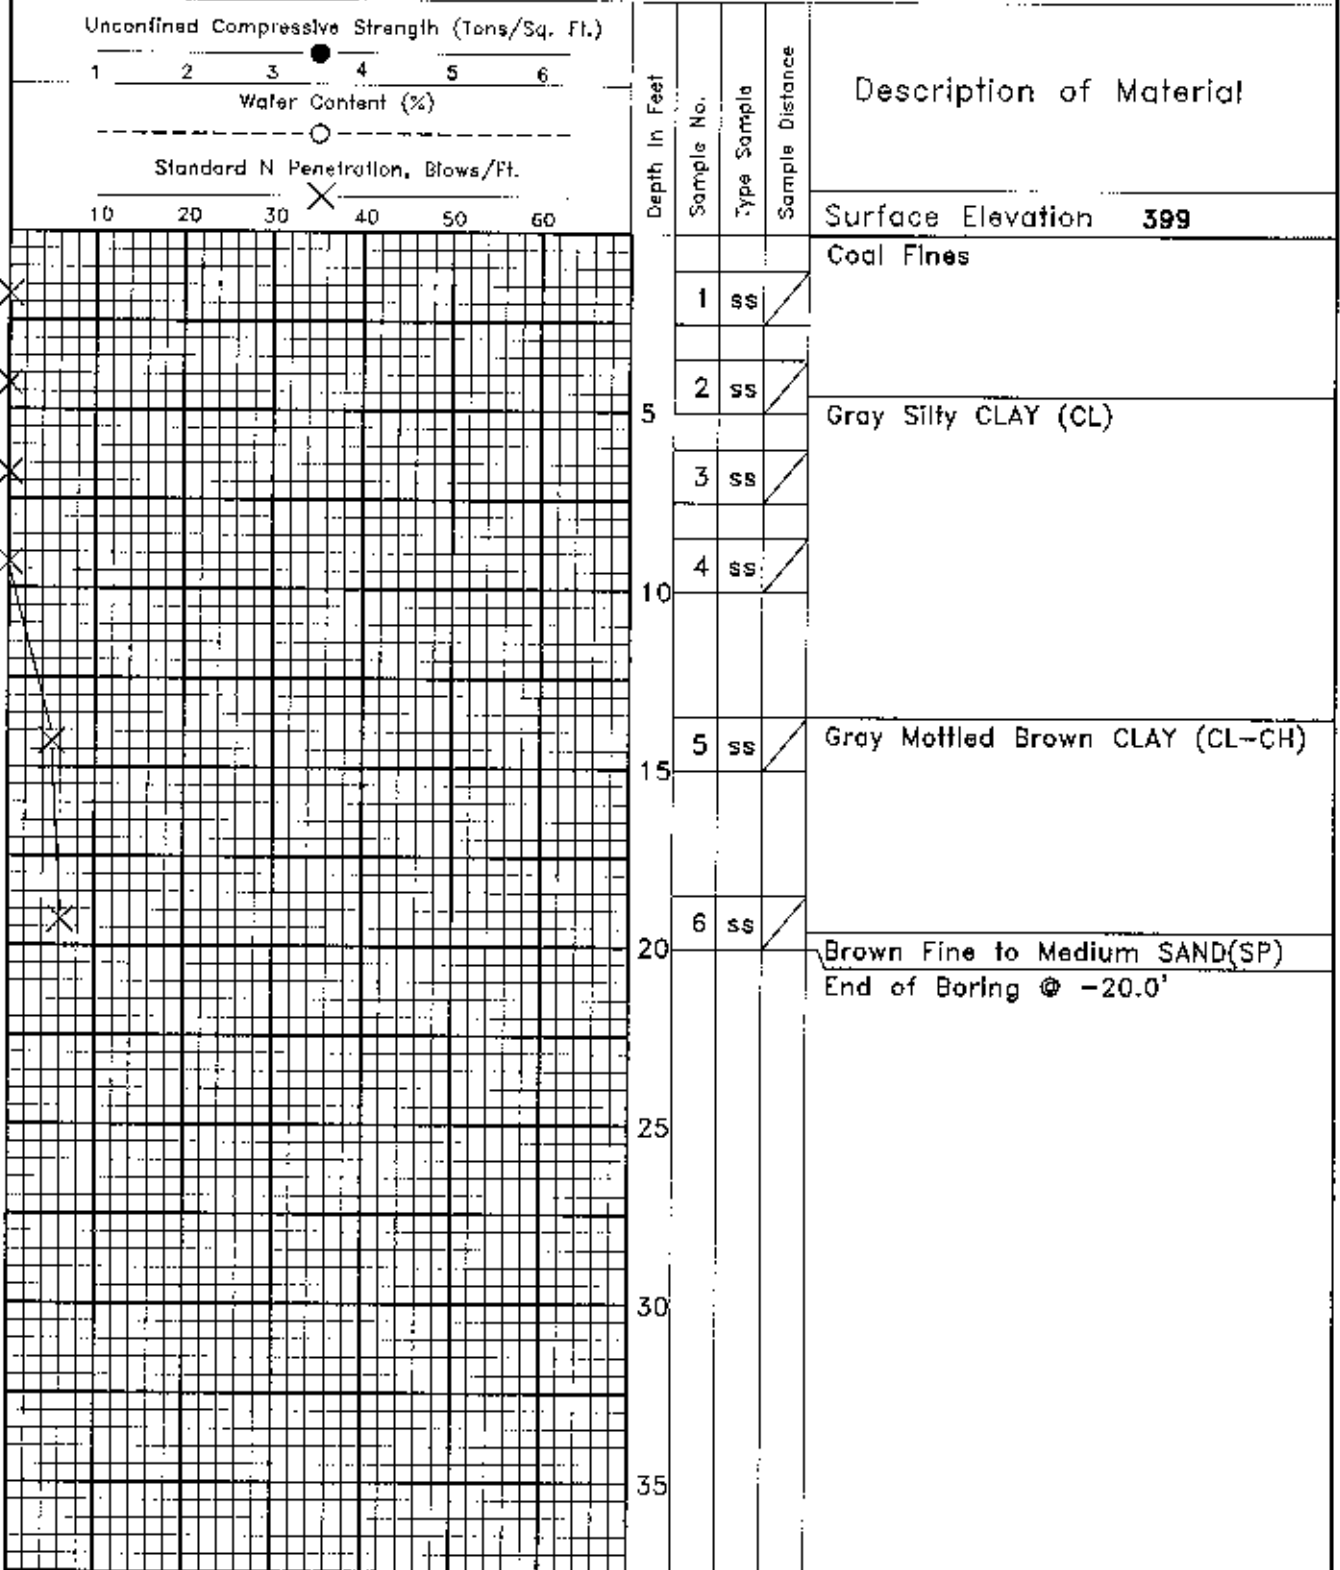 Unconfined Compressive Strength (Tons/Sq. Ft.)
1 2 3 4 5 6
Water Content (%)
Standard N Penetration, Blows/Ft.
10 20 30 40 50 60
Depth In Feet
Sample No.
Type Sample
Sample Distance
Description of Material
Surface Elevation 399
Coal Fines
1 ss
2 ss
5
Gray Silty CLAY (CL)
3 ss
4 ss
10
5 ss
Gray Mottled Brown CLAY (CL-CH)
15
6 ss
20
Brown Fine to Medium SAND(SP)
End of Boring @ -20.0'
25
30
35